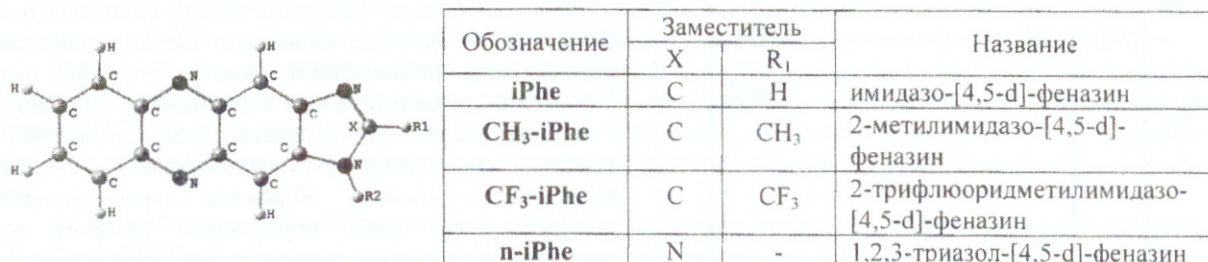 Обозначение Заместитель Название
X R1
iPhe C H имидазо-[4,5-d]-феназин
CH3-iPhe C CH3 2-метилимидазо-[4,5-d]-
феназин
CF3-iPhe C CF3 2-трифлюоридметилимидазо-
[4,5-d]-феназин
n-iPhe N - 1,2,3-триазол-[4,5-d]-феназин
H H
H C N C N
C C C C X R1
C C C C N
H C N C R2
H H